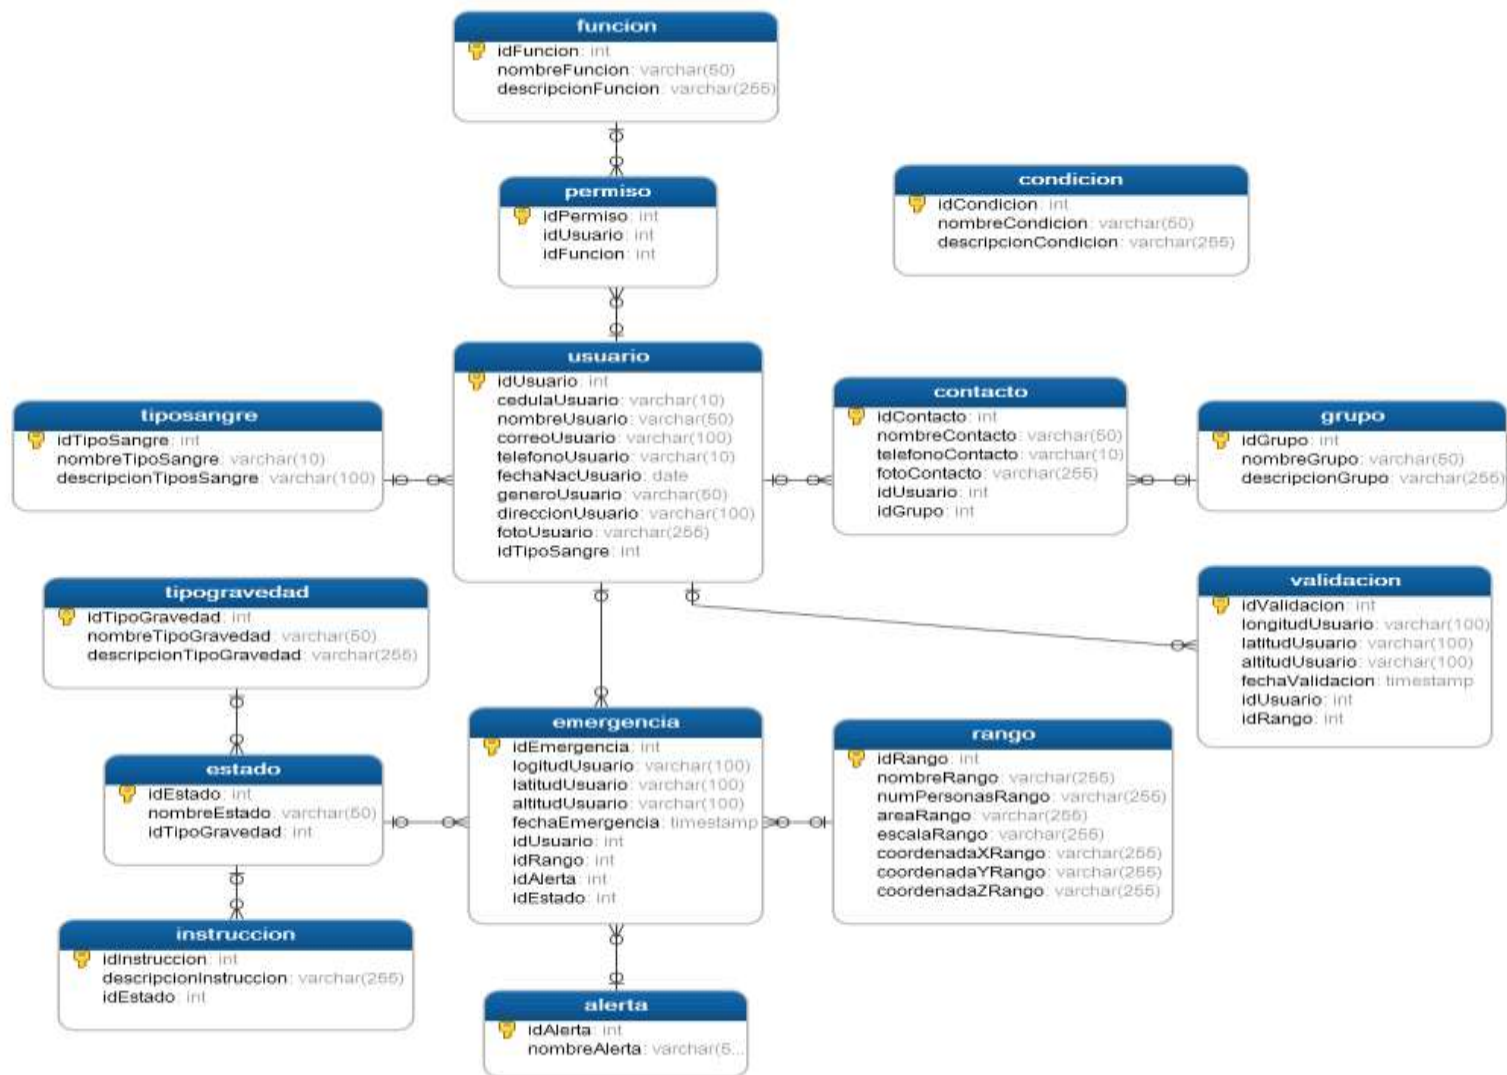 funcion
idFuncion: int
nombreFuncion: varchar(50)
descripcionFuncion: varchar(255)
permiso
idPermiso: int
idUsuario: int
idFuncion: int
condicion
idCondicion: int
nombreCondicion: varchar(50)
descripcionCondicion: varchar(255)
usuario
idUsuario: int
cedulaUsuario: varchar(10)
nombreUsuario: varchar(50)
correoUsuario: varchar(100)
telefonoUsuario: varchar(10)
fechaNacUsuario: date
generoUsuario: varchar(50)
direccionUsuario: varchar(100)
fotoUsuario: varchar(255)
idTipoSangre: int
tiposangre
idTipoSangre: int
nombreTipoSangre: varchar(10)
descripcionTiposSangre: varchar(100)
contacto
idContacto: int
nombreContacto: varchar(50)
telefonoContacto: varchar(10)
fotoContacto: varchar(255)
idUsuario: int
idGrupo: int
grupo
idGrupo: int
nombreGrupo: varchar(50)
descripcionGrupo: varchar(255)
tipogravedad
idTipoGravedad: int
nombreTipoGravedad: varchar(50)
descripcionTipoGravedad: varchar(255)
validacion
idValidacion: int
longitudUsuario: varchar(100)
latitudUsuario: varchar(100)
altitudUsuario: varchar(100)
fechaValidacion: timestamp
idUsuario: int
idRango: int
estado
idEstado: int
nombreEstado: varchar(50)
idTipoGravedad: int
emergencia
idEmergencia: int
logitudUsuario: varchar(100)
latitudUsuario: varchar(100)
altitudUsuario: varchar(100)
fechaEmergencia: timestamp
idUsuario: int
idRango: int
idAlerta: int
idEstado: int
rango
idRango: int
nombreRango: varchar(255)
numPersonasRango: varchar(255)
areaRango: varchar(255)
escalaRango: varchar(255)
coordenadaXRango: varchar(255)
coordenadaYRango: varchar(255)
coordenadaZRango: varchar(255)
instruccion
idInstruccion: int
descripcionInstruccion: varchar(255)
idEstado: int
alerta
idAlerta: int
nombreAlerta: varchar(5...